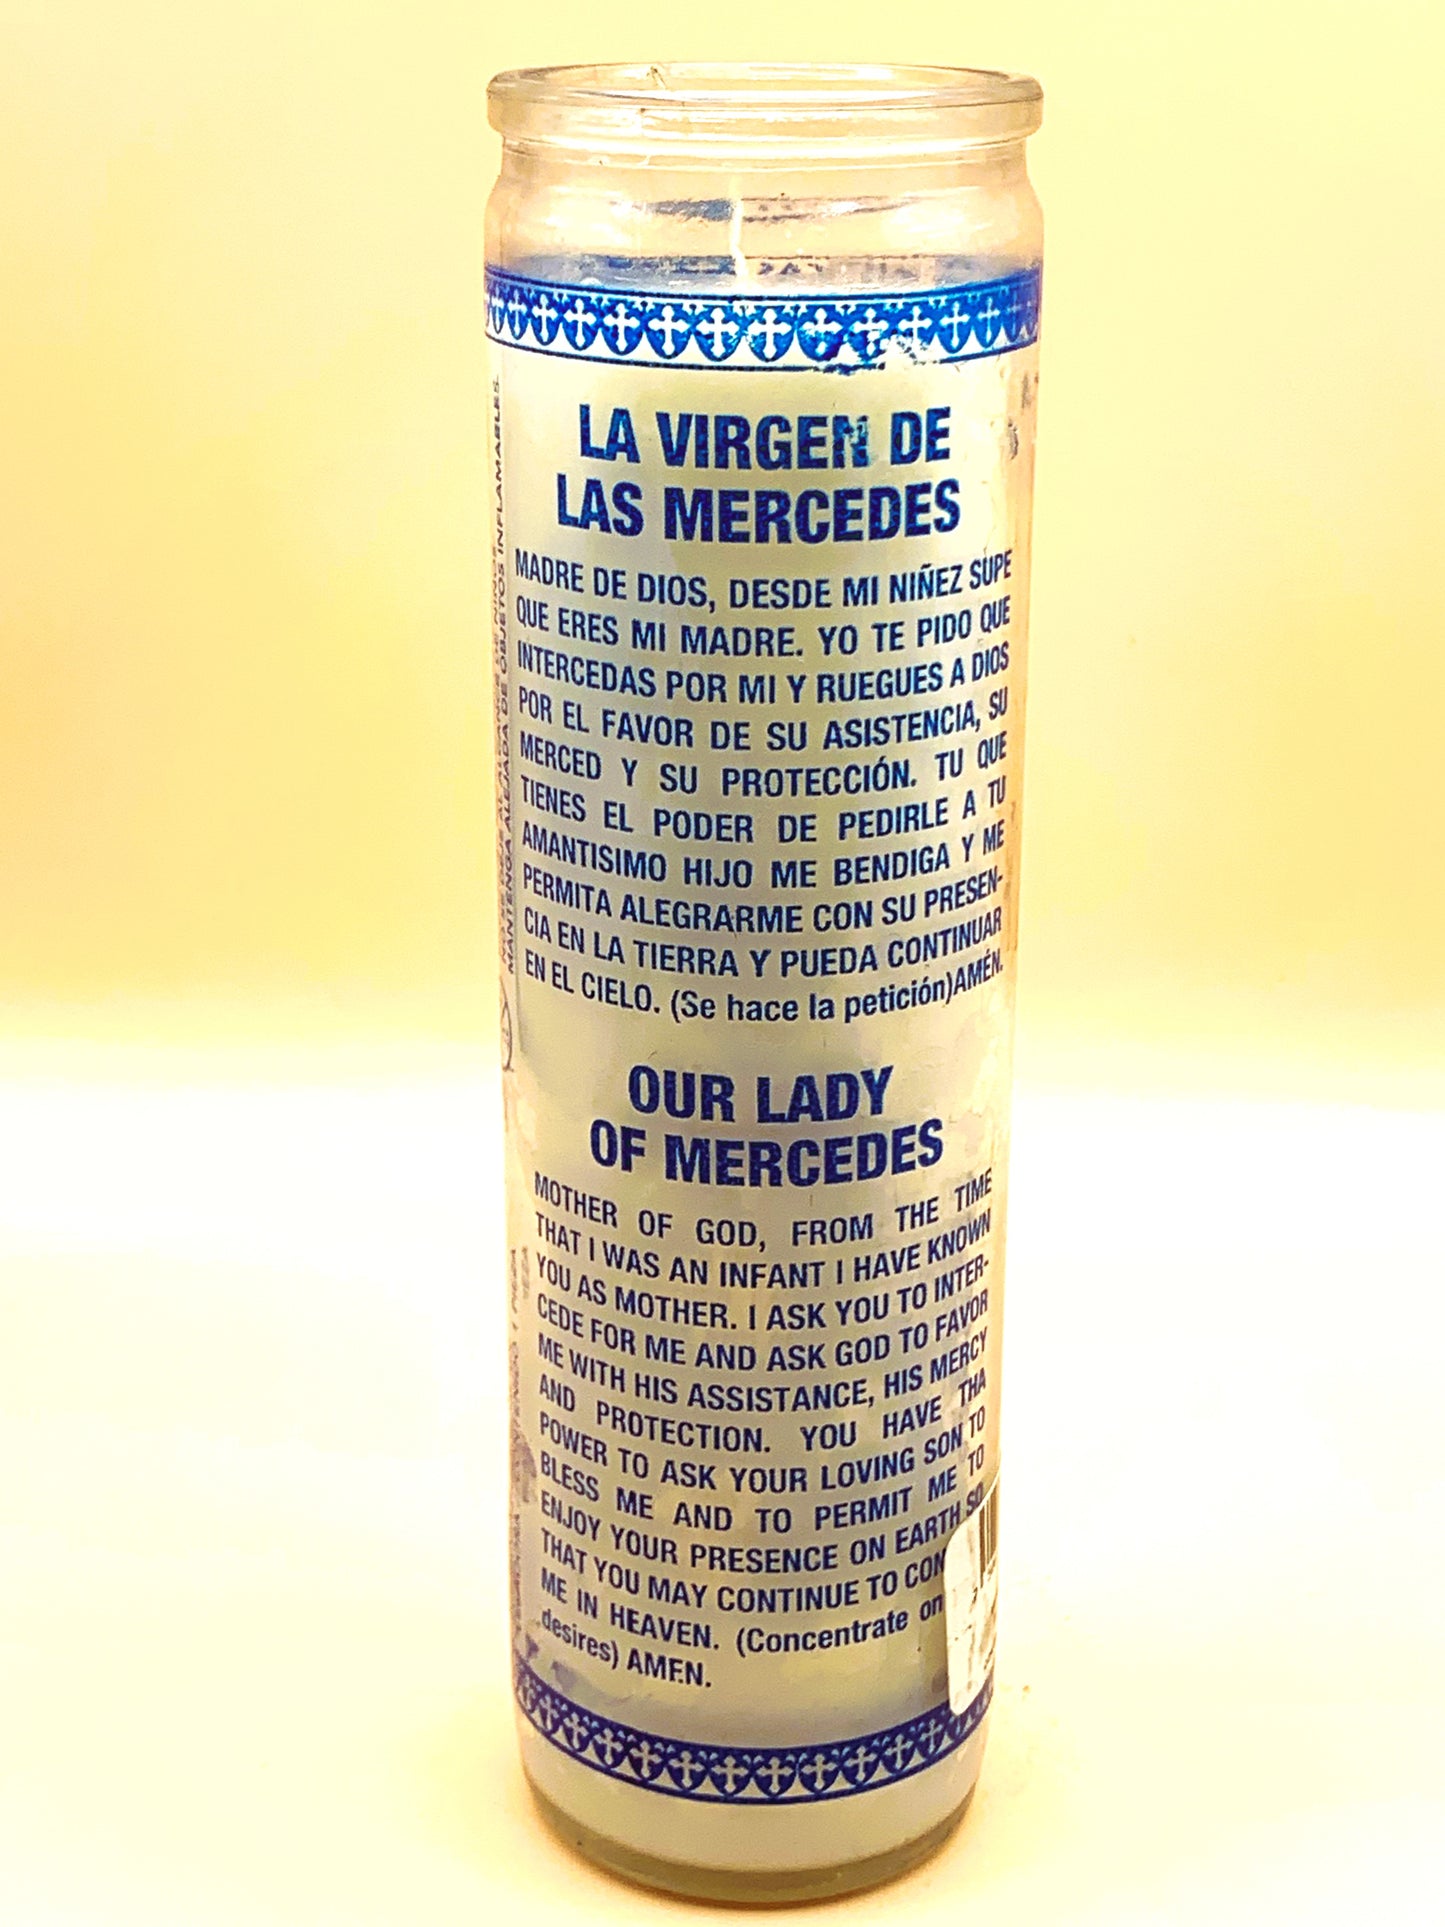 LA VIRGEN DE
LAS MERCEDES
MADRE DE DIOS, DESDE MI NIÑEZ SUPE
QUE ERES MI MADRE. YO TE PIDO QUE
INTERCEDAS POR MI Y RUEGUES A DIOS
POR EL FAVOR DE SU ASISTENCIA, SU
MERCED Y SU PROTECCIÓN. TU QUE
TIENES EL PODER DE PEDIRLE A TU
AMANTISIMO HIJO ME BENDIGA Y ME
PERMITA ALEGRARME CON SU PRESEN-
CIA EN LA TIERRA Y PUEDA CONTINUAR
EN EL CIELO. (Se hace la petición)AMÉN.
OUR LADY
OF MERCEDES
MOTHER OF GOD, FROM THE TIME
THAT I WAS AN INFANT I HAVE KNOWN
YOU AS MOTHER. I ASK YOU TO INTER-
CEDE FOR ME AND ASK GOD TO FAVOR
ME WITH HIS ASSISTANCE, HIS MERCY
AND PROTECTION. YOU HAVE THA
POWER TO ASK YOUR LOVING SON TO
BLESS ME AND TO PERMIT ME TO
ENJOY YOUR PRESENCE ON EARTH SO
THAT YOU MAY CONTINUE TO CON
ME IN HEAVEN. (Concentrate on
desires) AMEN.
MANTENGA ALEJADA DE OBJETOS INFLAMABLES.